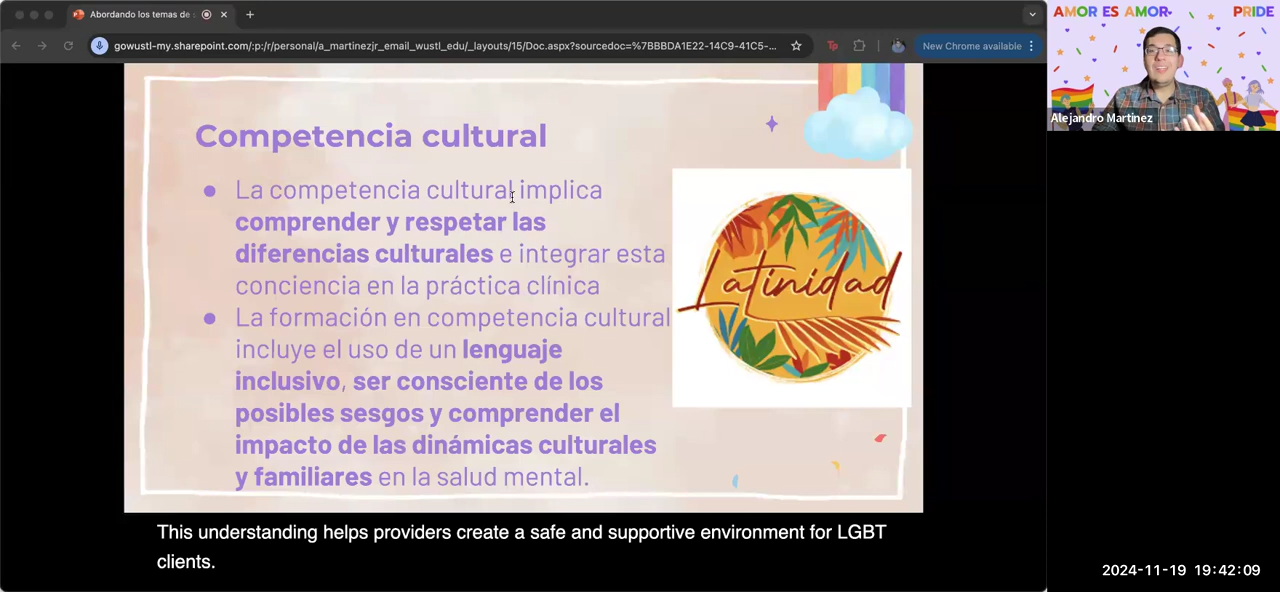 Abordando los temas de s
gowustl-my.sharepoint.com/:p:/r/personal/a_martinezjr_email_wustl_edu/_layouts/15/Doc.aspx?sourcedoc=%7BBBDA1E22-14C9-41C5-...
Tp
New Chrome available
AMOR ES AMOR PRIDE
Alejandro Martinez
Competencia cultural
● La competencia cultural implica
comprender y respetar las
diferencias culturales e integrar esta
conciencia en la práctica clínica
● La formación en competencia cultural
incluye el uso de un lenguaje
inclusivo, ser consciente de los
posibles sesgos y comprender el
impacto de las dinámicas culturales
y familiares en la salud mental.
Latinidad
This understanding helps providers create a safe and supportive environment for LGBT
clients.
2024-11-19 19:42:09